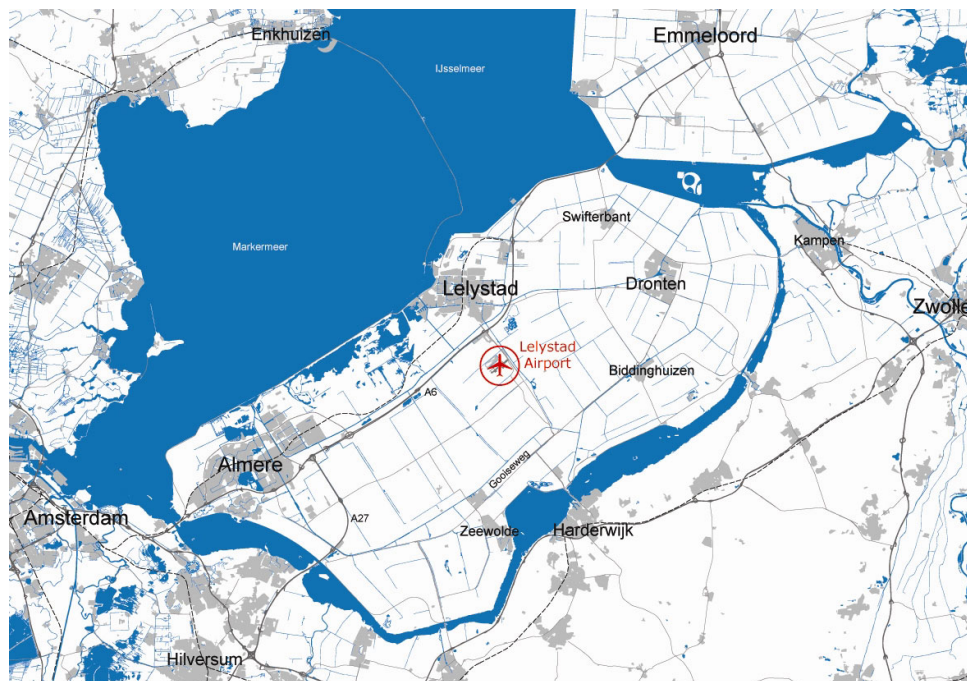 Enkhuizen
Emmeloord
IJsselmeer
Swifterbant
Markermeer
Kampen
Lelystad
Dronten
Zwolle
Lelystad
Airport
Biddinghuizen
A6
Almere
Gooiseweg
Amsterdam
A27
Zeewolde
Harderwijk
Hilversum